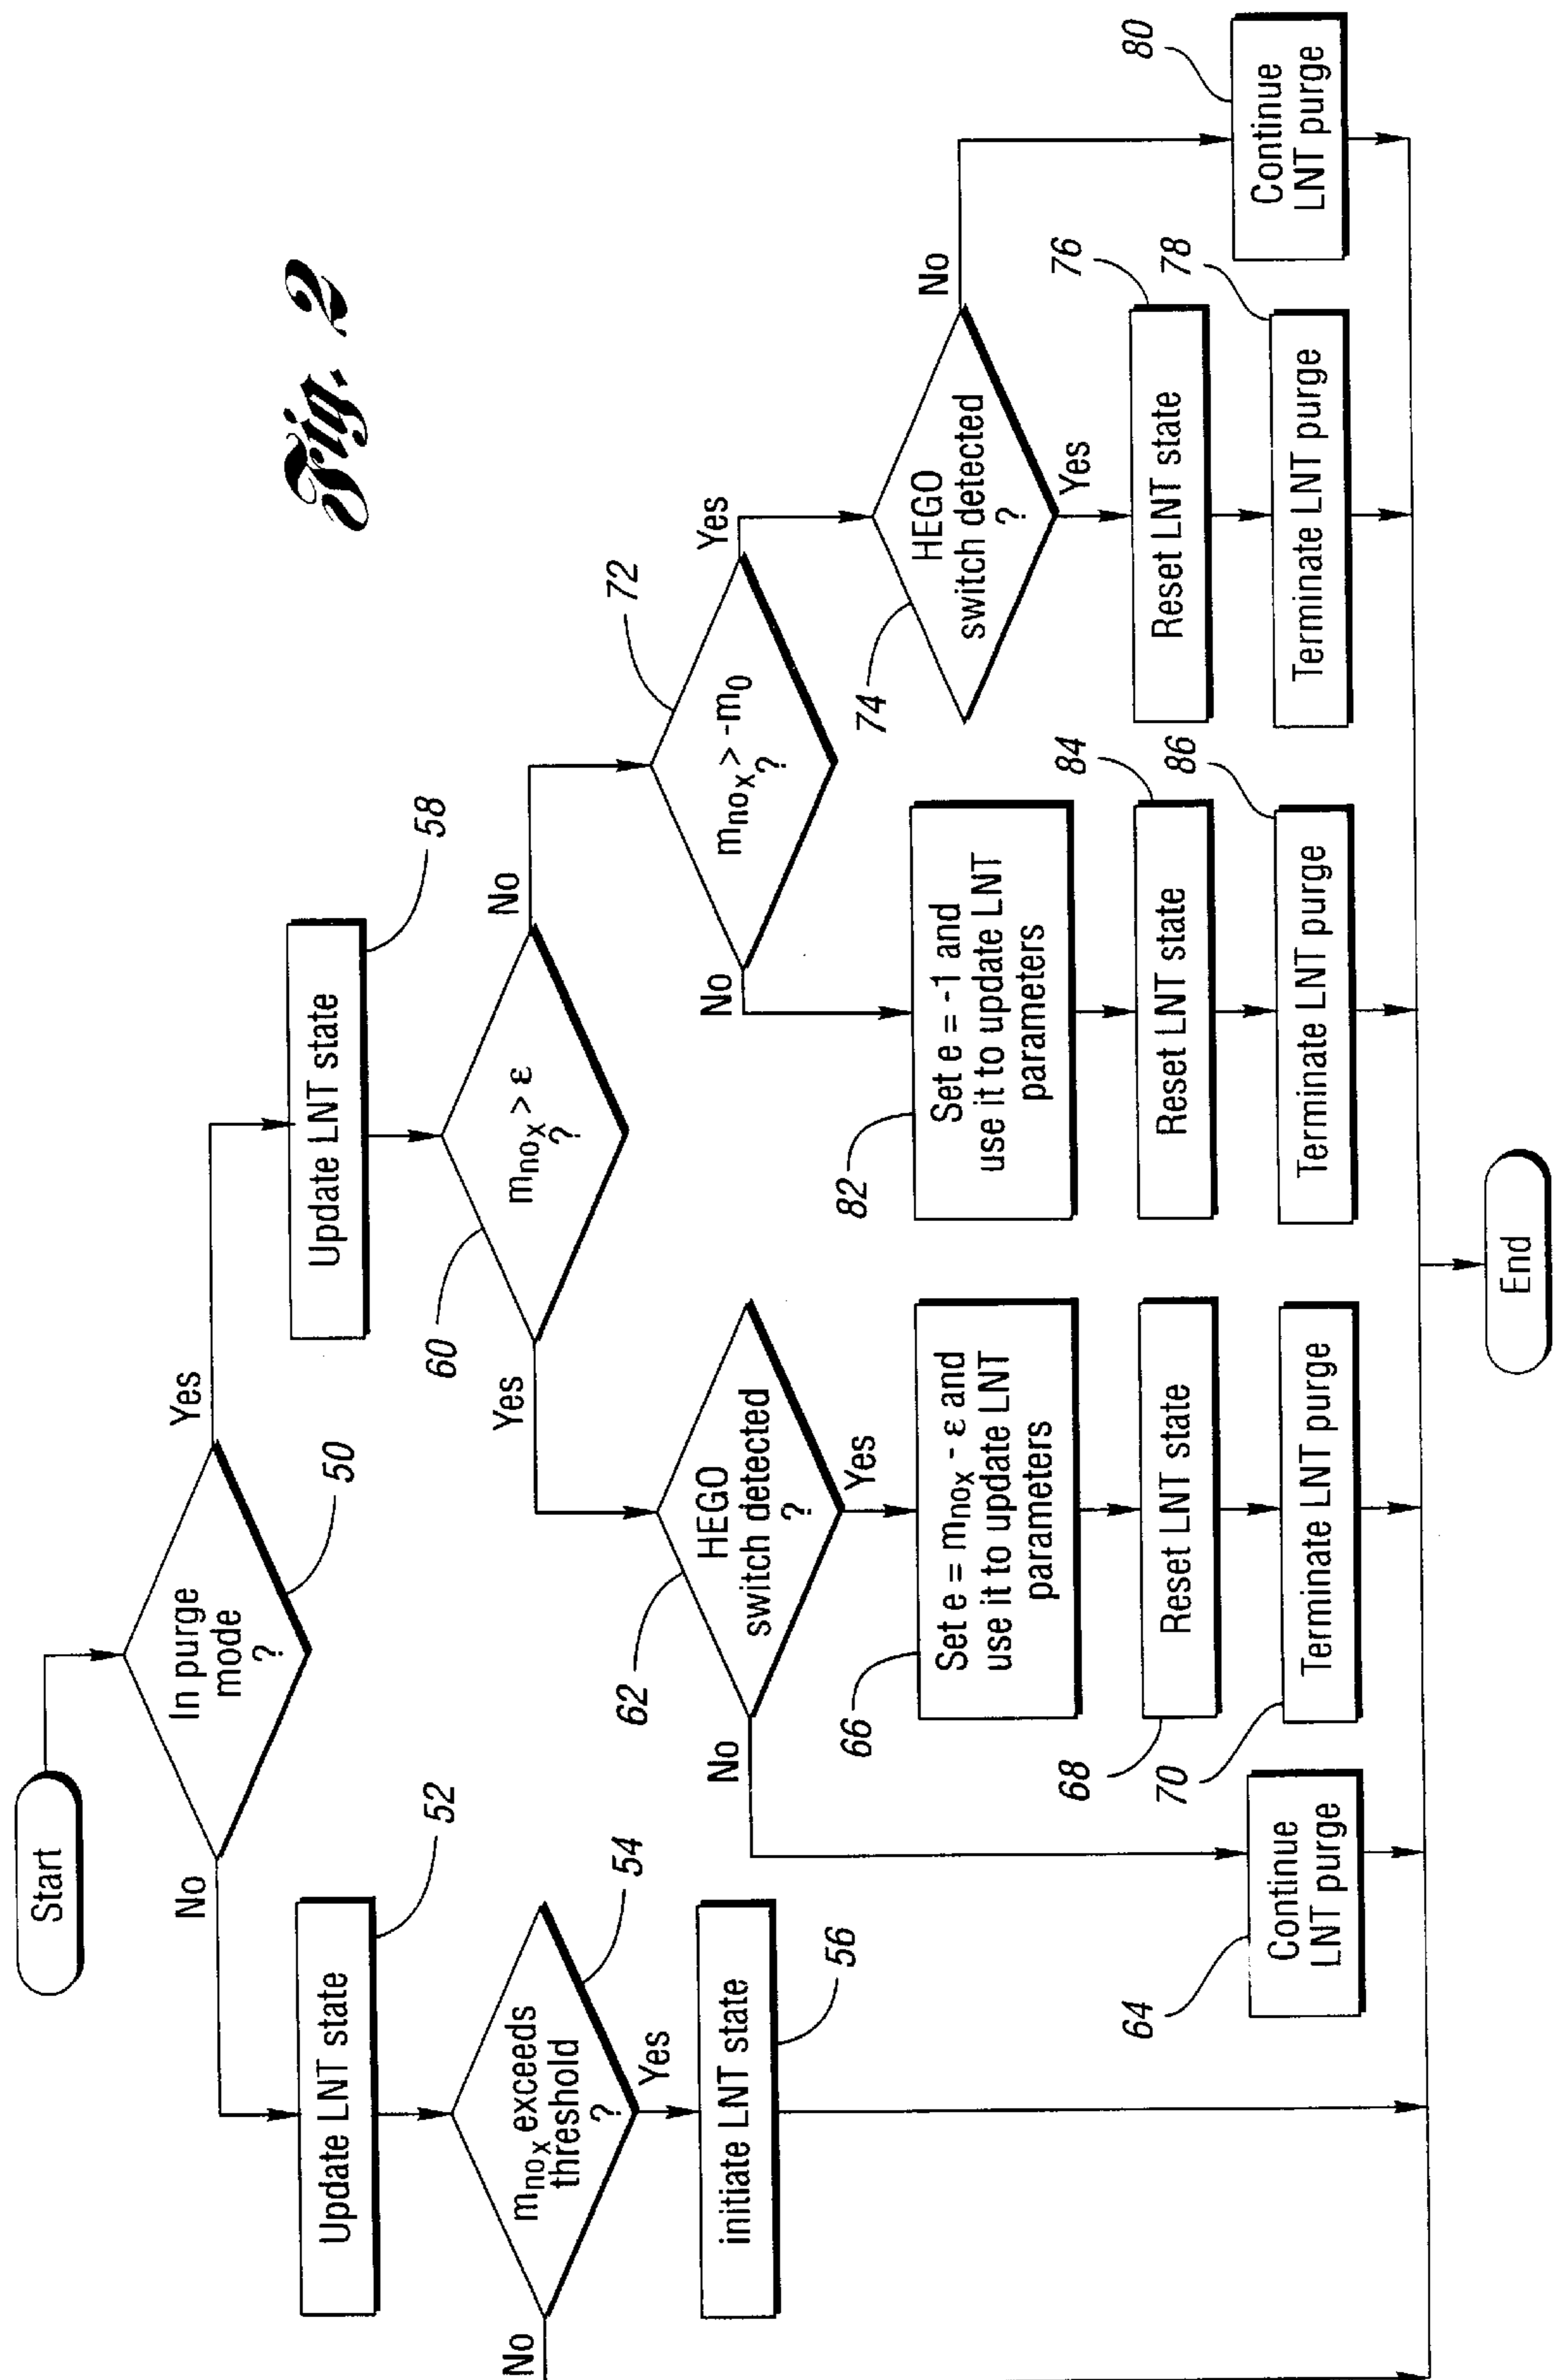 Fig. 2
Start
In purge
mode
?
50
No
Yes
Update LNT state
52
Update LNT state
58
mnox exceeds
threshold
?
54
No
Yes
initiate LNT state
56
mnox > ε
?
60
Yes
No
HEGO
switch detected
?
62
No
Yes
Continue
LNT purge
64
Set e = mnox - ε and
use it to update LNT
parameters
66
Reset LNT state
68
Terminate LNT purge
70
mnox > -m0
?
72
No
Yes
Set e = -1 and
use it to update LNT
parameters
82
Reset LNT state
84
Terminate LNT purge
86
HEGO
switch detected
?
74
Yes
No
Reset LNT state
76
Terminate LNT purge
78
Continue
LNT purge
80
End